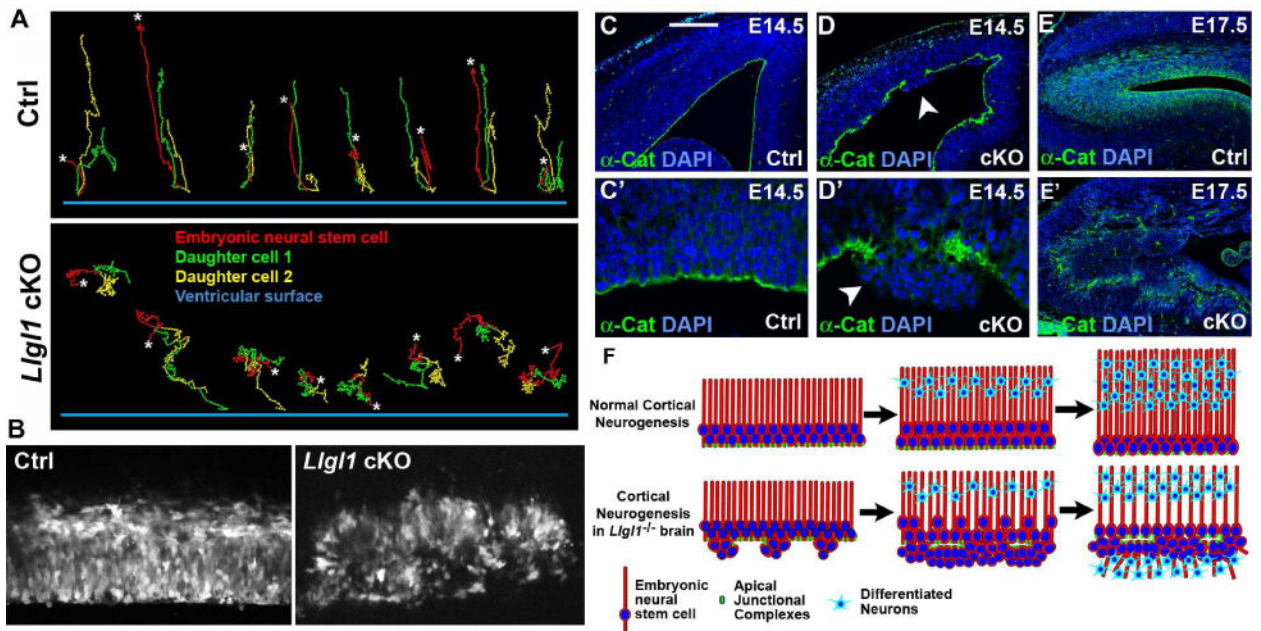 A
Ctrl
Llgl1 cKO
Embryonic neural stem cell
Daughter cell 1
Daughter cell 2
Ventricular surface
B
Ctrl
Llgl1 cKO
C
E14.5
α-Cat DAPI
Ctrl
D
E14.5
α-Cat DAPI
cKO
E
E17.5
α-Cat DAPI
Ctrl
C'
E14.5
α-Cat DAPI
Ctrl
D'
E14.5
α-Cat DAPI
cKO
E'
E17.5
α-Cat DAPI
cKO
F
Normal Cortical
Neurogenesis
Cortical
Neurogenesis
in Llgl1-/- brain
Embryonic
neural
stem cell
Apical
Junctional
Complexes
Differentiated
Neurons